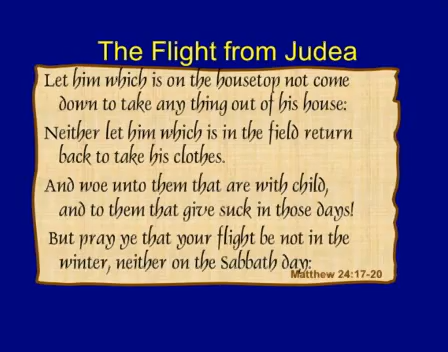 The Flight from Judea
Let him which is on the housetop not come
down to take any thing out of his house:
Neither let him which is in the field return
back to take his clothes.
And woe unto them that are with child,
and to them that give suck in those days!
But pray ye that your flight be not in the
winter, neither on the Sabbath day:
Matthew 24:17-20